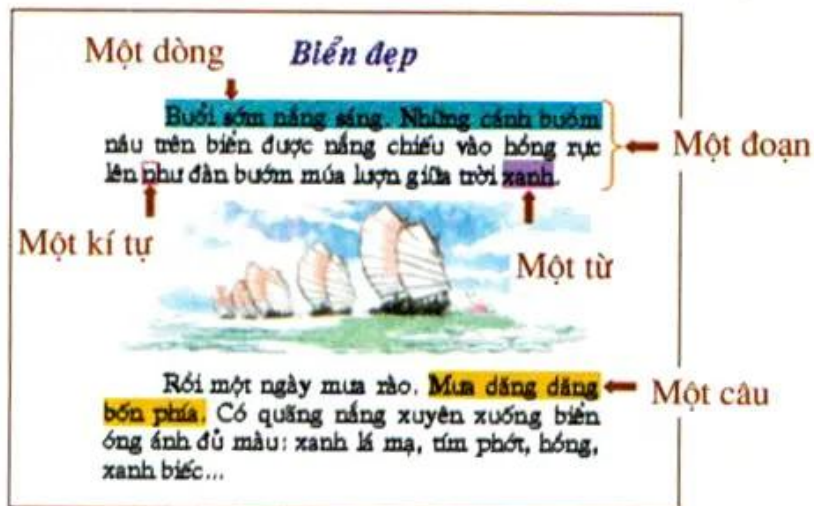 Một dòng
Biển đẹp
Buổi sớm nắng sáng. Những cánh buồm
nâu trên biển được nắng chiếu vào hồng rực
lên như đàn bướm múa lượn giữa trời xanh.
Một đoạn
Một kí tự
Một từ
Rồi một ngày mưa rào. Mưa dăng dăng
bốn phía. Có quãng nắng xuyên xuống biển
óng ánh đủ màu: xanh lá mạ, tím phớt, hồng,
xanh biếc...
Một câu